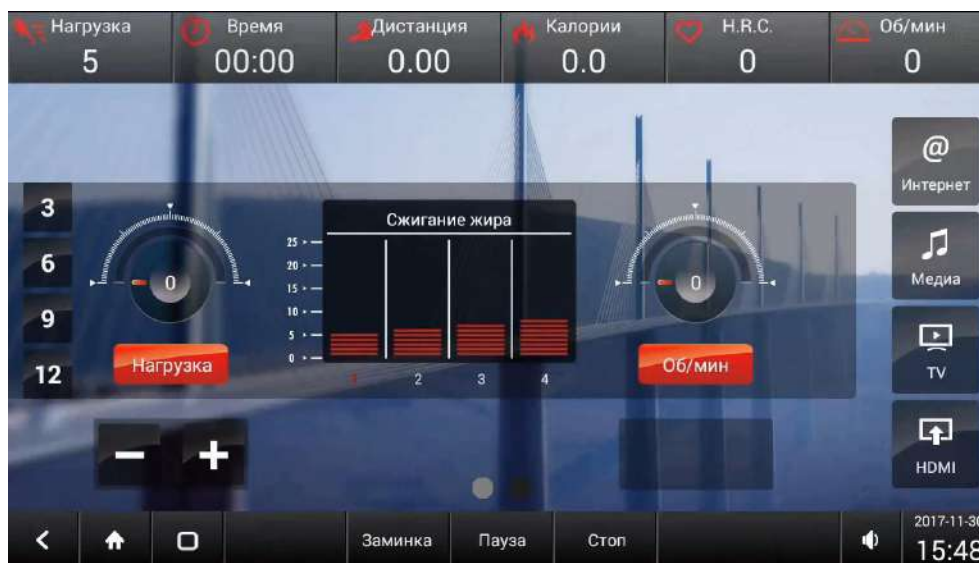 Нагрузка
Время
Дистанция
Калории
H.R.C.
Об/мин
5
00:00
0.00
0.0
0
0
@
Интернет
Медиа
TV
HDMI
3
6
9
12
0
Нагрузка
Сжигание жира
25
20
15
10
5
0
1 2 3 4
0
Об/мин
Заминка Пауза Стоп
2017-11-30
15:48